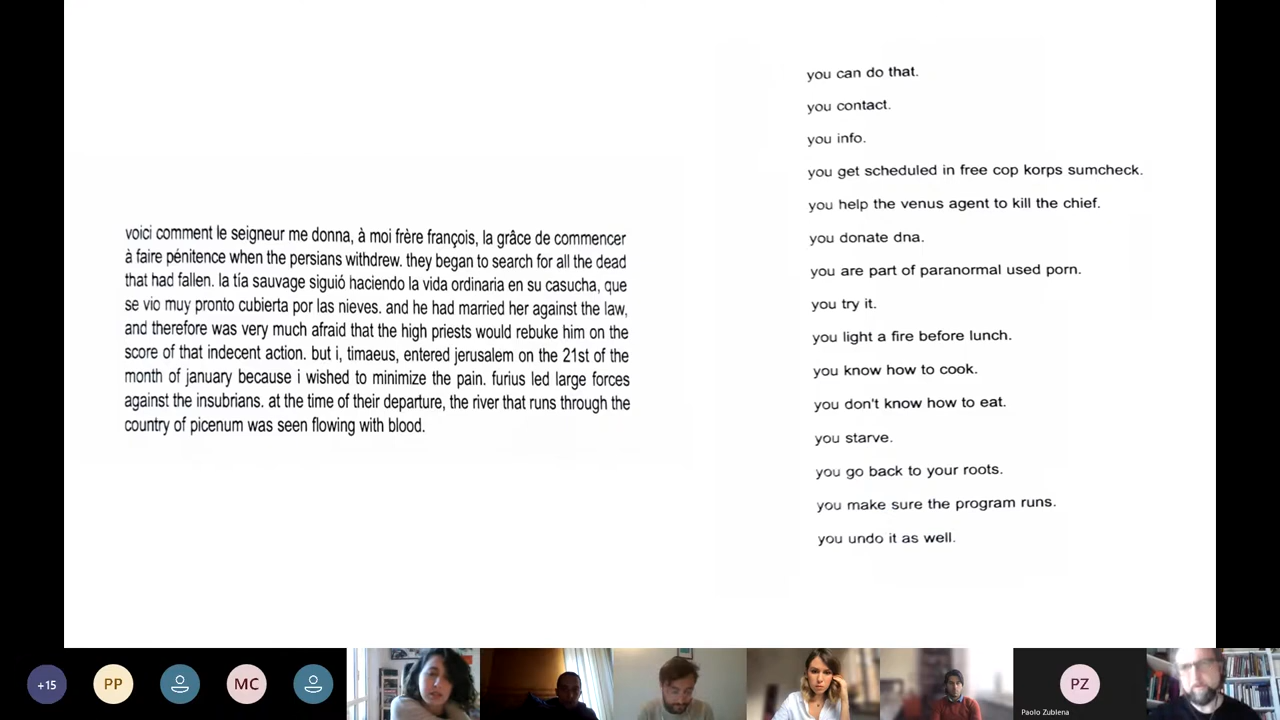 voici comment le seigneur me donna, à moi frère françois, la grâce de commencer
à faire pénitence when the persians withdrew. they began to search for all the dead
that had fallen. la tía sauvage siguió haciendo la vida ordinaria en su casucha, que
se vio muy pronto cubierta por las nieves. and he had married her against the law,
and therefore was very much afraid that the high priests would rebuke him on the
score of that indecent action. but i, timaeus, entered jerusalem on the 21st of the
month of january because i wished to minimize the pain. furius led large forces
against the insubrians. at the time of their departure, the river that runs through the
country of picenum was seen flowing with blood.
you can do that.
you contact.
you info.
you get scheduled in free cop korps sumcheck.
you help the venus agent to kill the chief.
you donate dna.
you are part of paranormal used porn.
you try it.
you light a fire before lunch.
you know how to cook.
you don't know how to eat.
you starve.
you go back to your roots.
you make sure the program runs.
you undo it as well.
+15
PP
MC
PZ
Paolo Zublena